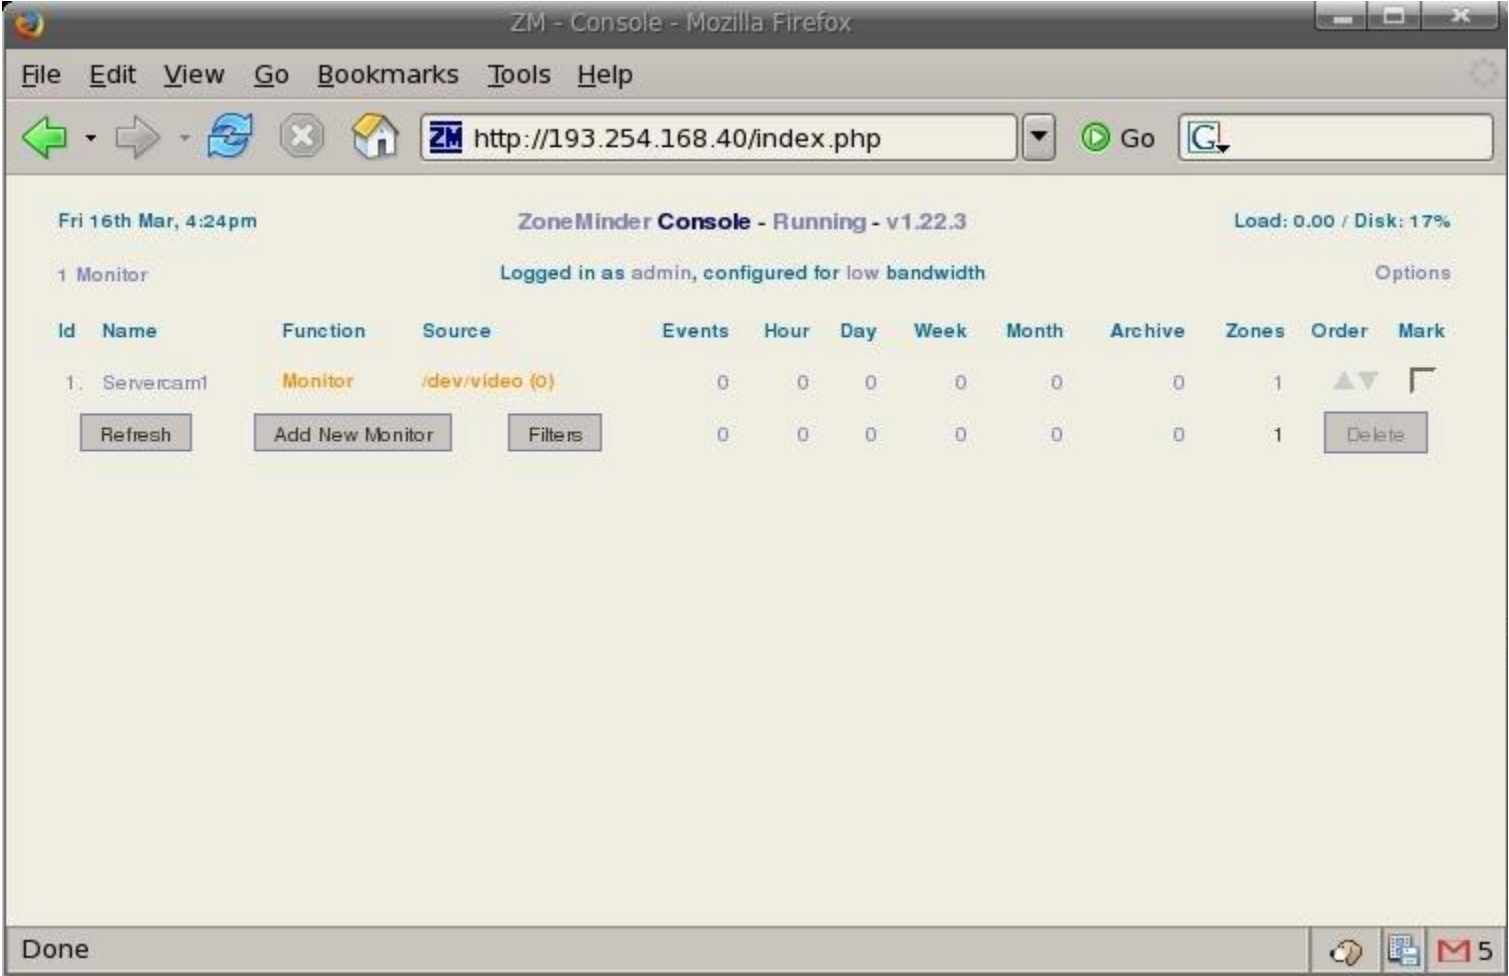 ZM - Console - Mozilla Firefox
File Edit View Go Bookmarks Tools Help
ZM http://193.254.168.40/index.php Go G
Fri 16th Mar, 4:24pm ZoneMinder Console - Running - v1.22.3 Load: 0.00 / Disk: 17%
1 Monitor Logged in as admin, configured for low bandwidth Options
Id Name Function Source Events Hour Day Week Month Archive Zones Order Mark
1. Servercam1 Monitor /dev/video (0) 0 0 0 0 0 0 1
Refresh Add New Monitor Filters 0 0 0 0 0 0 1 Delete
Done 5